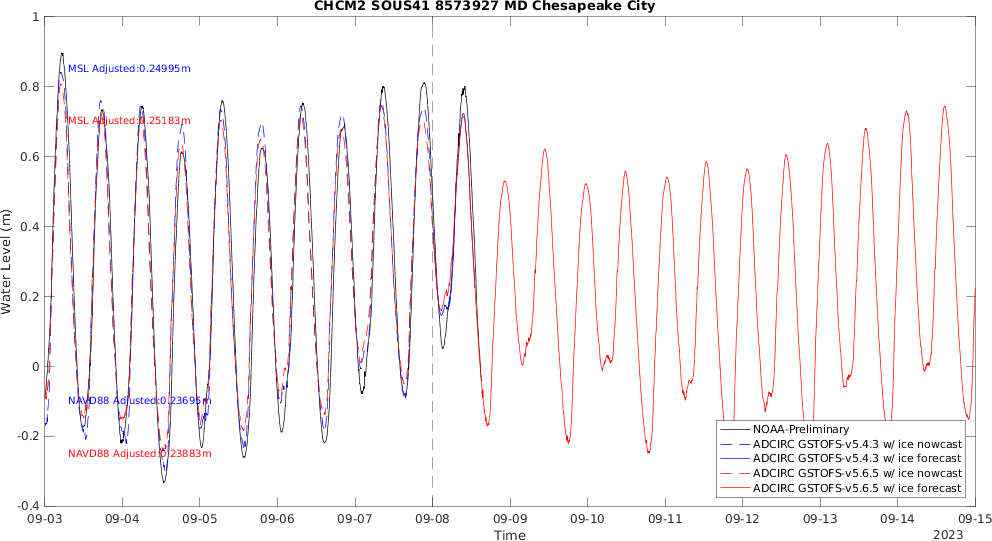 CHCM2 SOUS41 8573927 MD Chesapeake City
1
0.8
0.6
0.4
0.2
0
-0.2
-0.4
Water Level (m)
MSL Adjusted:0.24995m
MSL Adjusted:0.25183m
NAVD88 Adjusted:0.23695m
NAVD88 Adjusted:0.23883m
NOAA-Preliminary
ADCIRC GSTOFS-v5.4.3 w/ ice nowcast
ADCIRC GSTOFS-v5.4.3 w/ ice forecast
ADCIRC GSTOFS-v5.6.5 w/ ice nowcast
ADCIRC GSTOFS-v5.6.5 w/ ice forecast
09-03 09-04 09-05 09-06 09-07 09-08 09-09 09-10 09-11 09-12 09-13 09-14 09-15
Time
2023